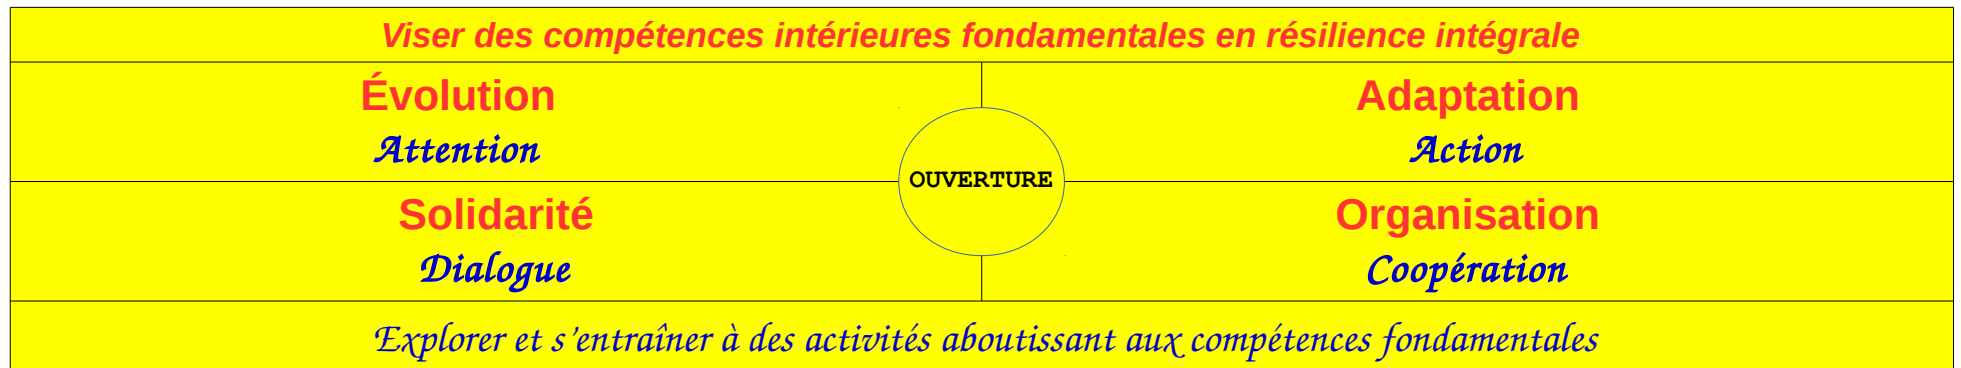 Viser des compétences intérieures fondamentales en résilience intégrale
Évolution
Attention
Adaptation
Action
OUVERTURE
Solidarité
Dialogue
Organisation
Coopération
Explorer et s’entraîner à des activités aboutissant aux compétences fondamentales